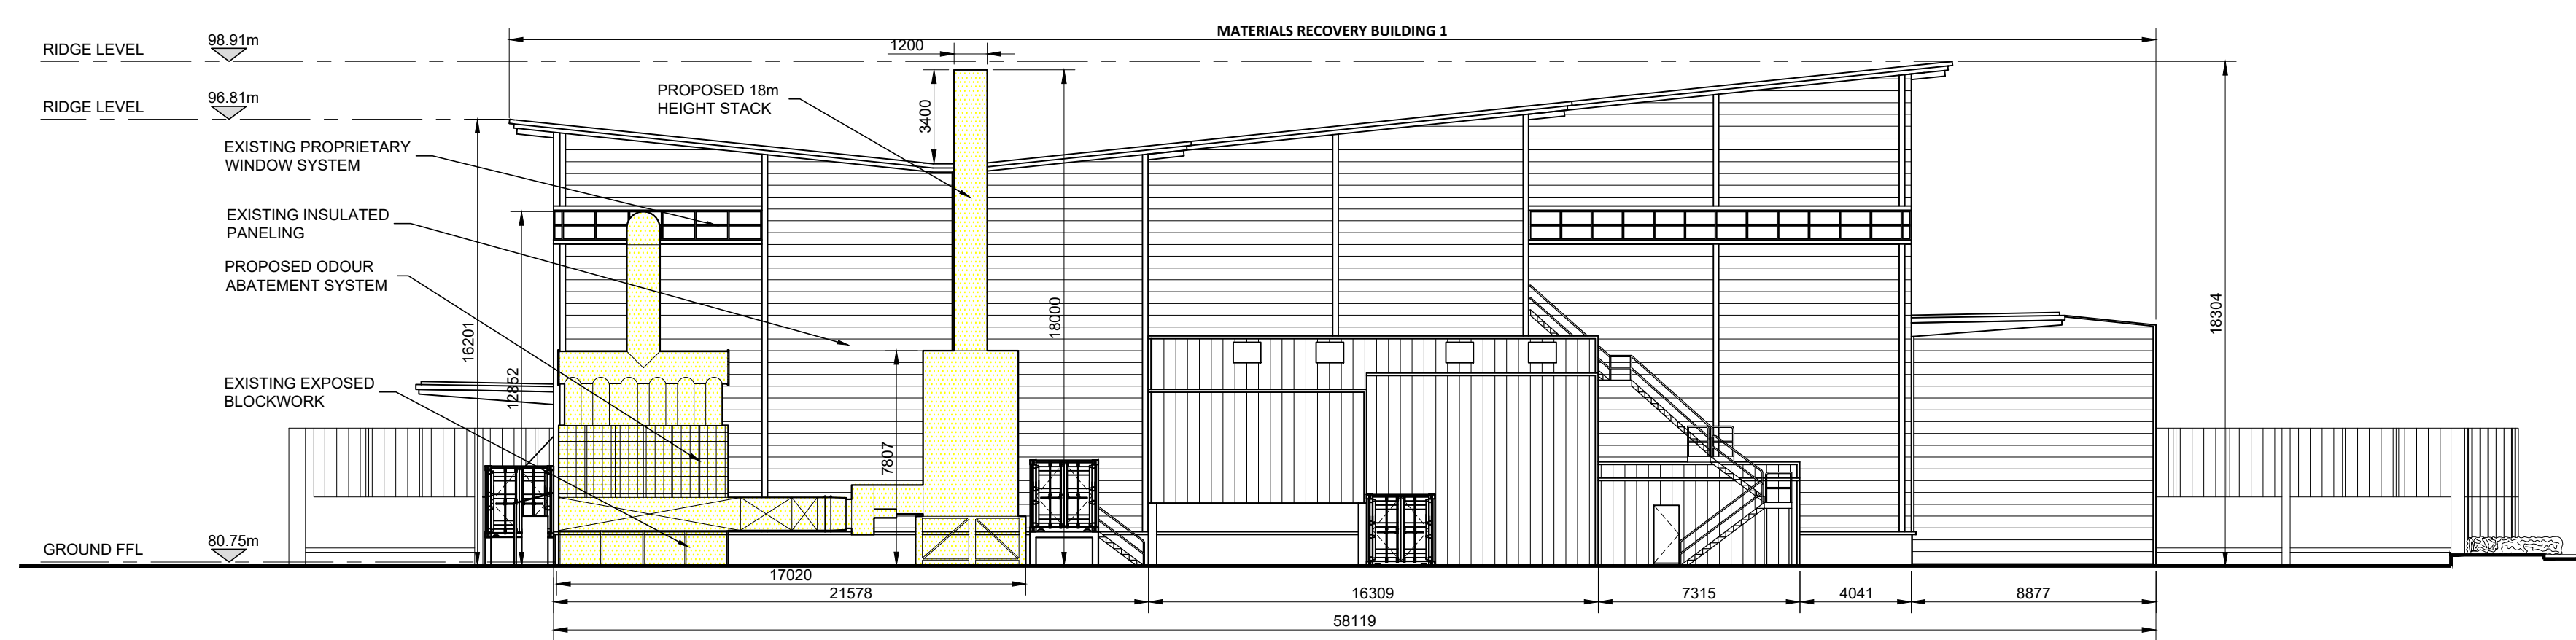 MATERIALS RECOVERY BUILDING 1
RIDGE LEVEL 98.91m
1200
RIDGE LEVEL 96.81m
PROPOSED 18m
HEIGHT STACK
3400
EXISTING PROPRIETARY
WINDOW SYSTEM
EXISTING INSULATED
PANELING
PROPOSED ODOUR
ABATEMENT SYSTEM
EXISTING EXPOSED
BLOCKWORK
16201
12852
7807
18000
18304
GROUND FFL 80.75m
17020
21578
16309
7315
4041
8877
58119